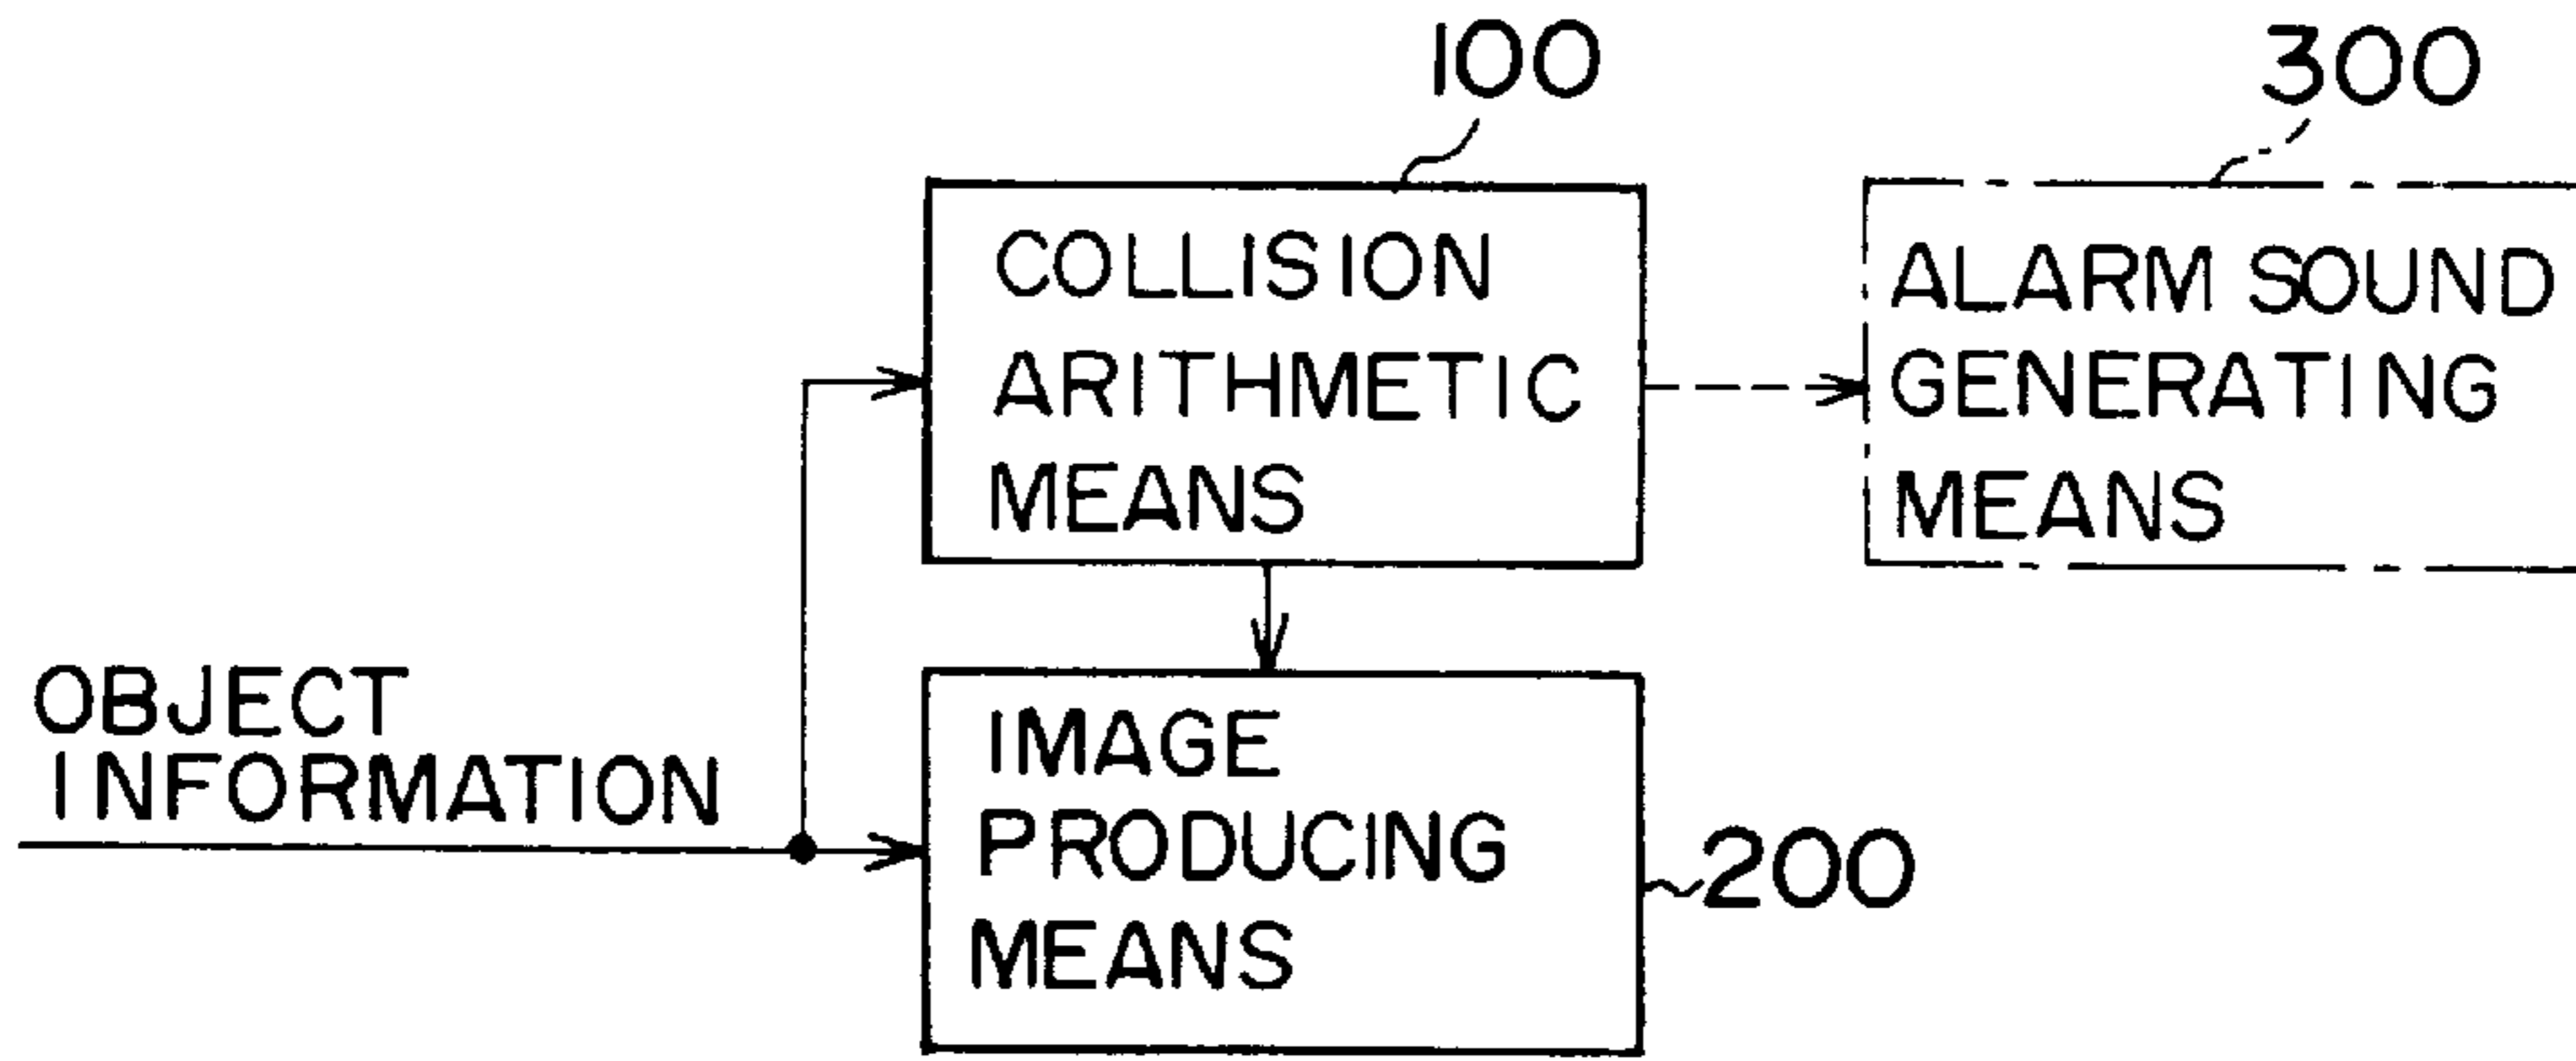 100
300
COLLISION
ARITHMETIC
MEANS
ALARM SOUND
GENERATING
MEANS
OBJECT
INFORMATION
IMAGE
PRODUCING
MEANS
200